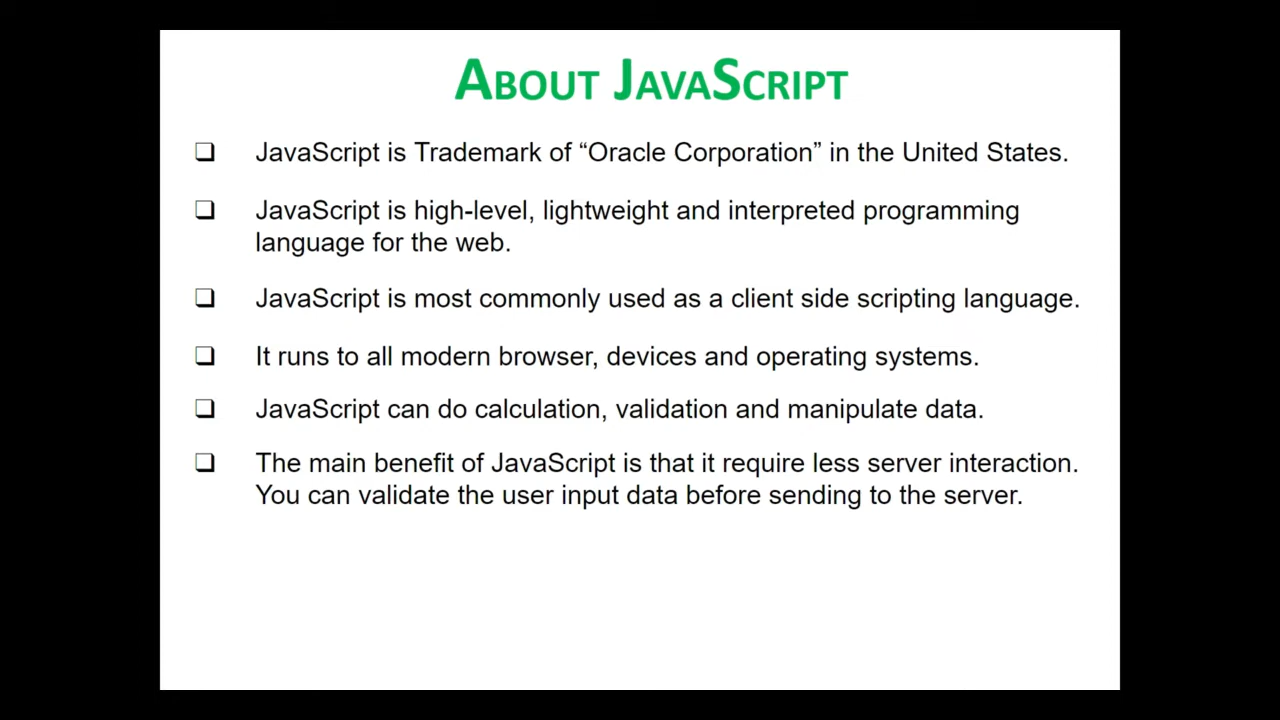 About JavaScript
JavaScript is Trademark of “Oracle Corporation” in the United States.
JavaScript is high-level, lightweight and interpreted programming
language for the web.
JavaScript is most commonly used as a client side scripting language.
It runs to all modern browser, devices and operating systems.
JavaScript can do calculation, validation and manipulate data.
The main benefit of JavaScript is that it require less server interaction.
You can validate the user input data before sending to the server.